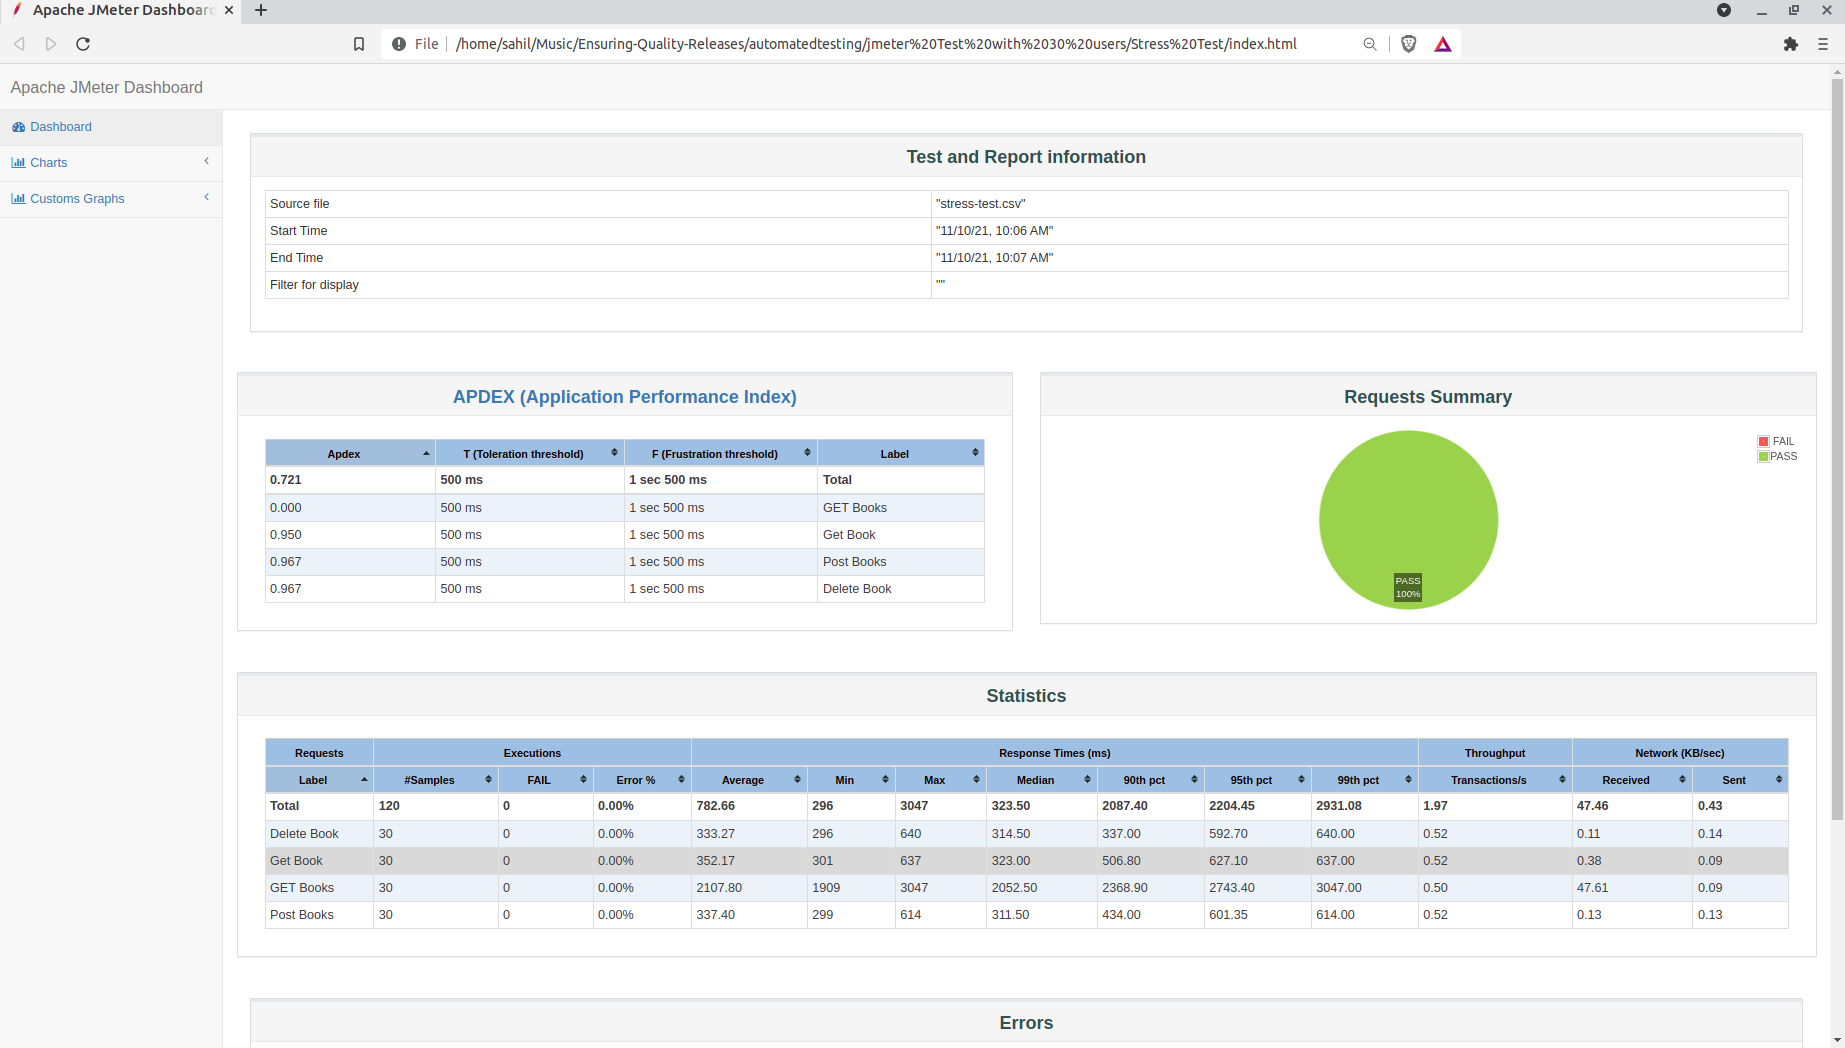 Apache JMeter Dashboard
File /home/sahil/Music/Ensuring-Quality-Releases/automatedtesting/jmeter%20Test%20with%2030%20users/Stress%20Test/index.html
Apache JMeter Dashboard
Dashboard
Charts
Customs Graphs
Test and Report information
Source file "stress-test.csv"
Start Time "11/10/21, 10:06 AM"
End Time "11/10/21, 10:07 AM"
Filter for display ""
APDEX (Application Performance Index)
Apdex T (Toleration threshold) F (Frustration threshold) Label
0.721 500 ms 1 sec 500 ms Total
0.000 500 ms 1 sec 500 ms GET Books
0.950 500 ms 1 sec 500 ms Get Book
0.967 500 ms 1 sec 500 ms Post Books
0.967 500 ms 1 sec 500 ms Delete Book
Requests Summary
FAIL
PASS
PASS
100%
Statistics
Requests Executions Response Times (ms) Throughput Network (KB/sec)
Label #Samples FAIL Error % Average Min Max Median 90th pct 95th pct 99th pct Transactions/s Received Sent
Total 120 0 0.00% 782.66 296 3047 323.50 2087.40 2204.45 2931.08 1.97 47.46 0.43
Delete Book 30 0 0.00% 333.27 296 640 314.50 337.00 592.70 640.00 0.52 0.11 0.14
Get Book 30 0 0.00% 352.17 301 637 323.00 506.80 627.10 637.00 0.52 0.38 0.09
GET Books 30 0 0.00% 2107.80 1909 3047 2052.50 2368.90 2743.40 3047.00 0.50 47.61 0.09
Post Books 30 0 0.00% 337.40 299 614 311.50 434.00 601.35 614.00 0.52 0.13 0.13
Errors